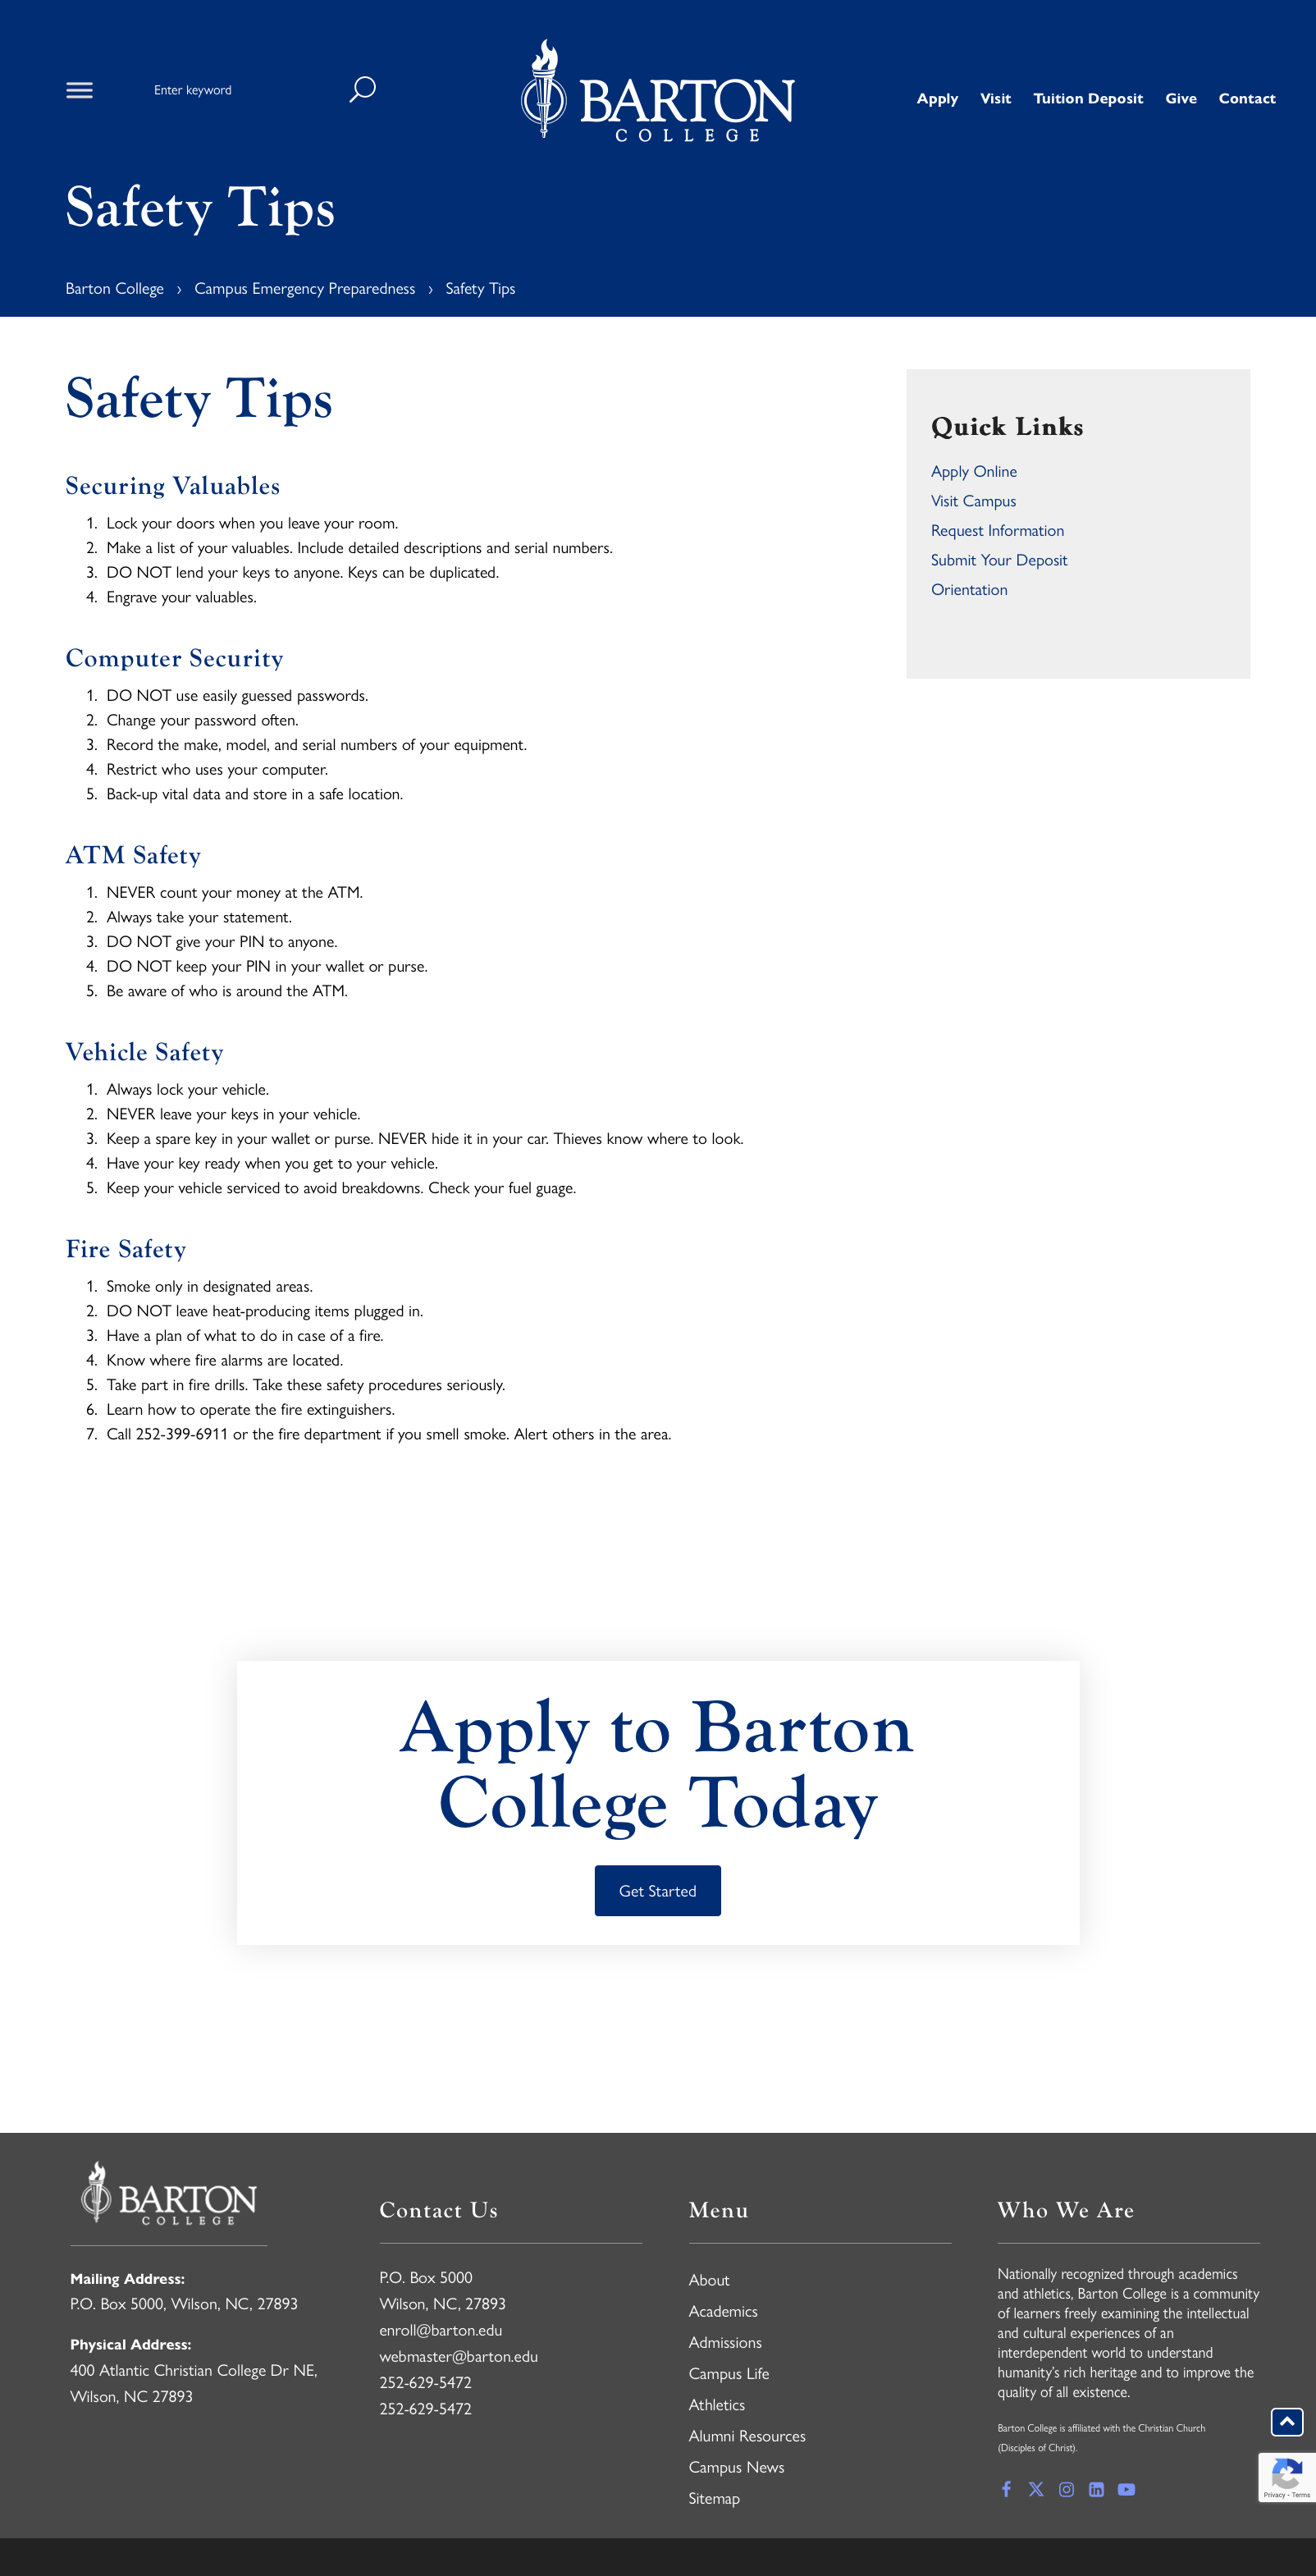 Enter keyword
BARTON
COLLEGE
Apply Visit Tuition Deposit Give Contact
Safety Tips
Barton College › Campus Emergency Preparedness › Safety Tips
Safety Tips
Securing Valuables
1. Lock your doors when you leave your room.
2. Make a list of your valuables. Include detailed descriptions and serial numbers.
3. DO NOT lend your keys to anyone. Keys can be duplicated.
4. Engrave your valuables.
Computer Security
1. DO NOT use easily guessed passwords.
2. Change your password often.
3. Record the make, model, and serial numbers of your equipment.
4. Restrict who uses your computer.
5. Back-up vital data and store in a safe location.
ATM Safety
1. NEVER count your money at the ATM.
2. Always take your statement.
3. DO NOT give your PIN to anyone.
4. DO NOT keep your PIN in your wallet or purse.
5. Be aware of who is around the ATM.
Vehicle Safety
1. Always lock your vehicle.
2. NEVER leave your keys in your vehicle.
3. Keep a spare key in your wallet or purse. NEVER hide it in your car. Thieves know where to look.
4. Have your key ready when you get to your vehicle.
5. Keep your vehicle serviced to avoid breakdowns. Check your fuel guage.
Fire Safety
1. Smoke only in designated areas.
2. DO NOT leave heat-producing items plugged in.
3. Have a plan of what to do in case of a fire.
4. Know where fire alarms are located.
5. Take part in fire drills. Take these safety procedures seriously.
6. Learn how to operate the fire extinguishers.
7. Call 252-399-6911 or the fire department if you smell smoke. Alert others in the area.
Quick Links
Apply Online
Visit Campus
Request Information
Submit Your Deposit
Orientation
Apply to Barton
College Today
Get Started
BARTON
COLLEGE
Mailing Address:
P.O. Box 5000, Wilson, NC, 27893
Physical Address:
400 Atlantic Christian College Dr NE,
Wilson, NC 27893
Contact Us
P.O. Box 5000
Wilson, NC, 27893
enroll@barton.edu
webmaster@barton.edu
252-629-5472
252-629-5472
Menu
About
Academics
Admissions
Campus Life
Athletics
Alumni Resources
Campus News
Sitemap
Who We Are
Nationally recognized through academics
and athletics, Barton College is a community
of learners freely examining the intellectual
and cultural experiences of an
interdependent world to understand
humanity's rich heritage and to improve the
quality of all existence.
Barton College is affiliated with the Christian Church
(Disciples of Christ).
Privacy - Terms